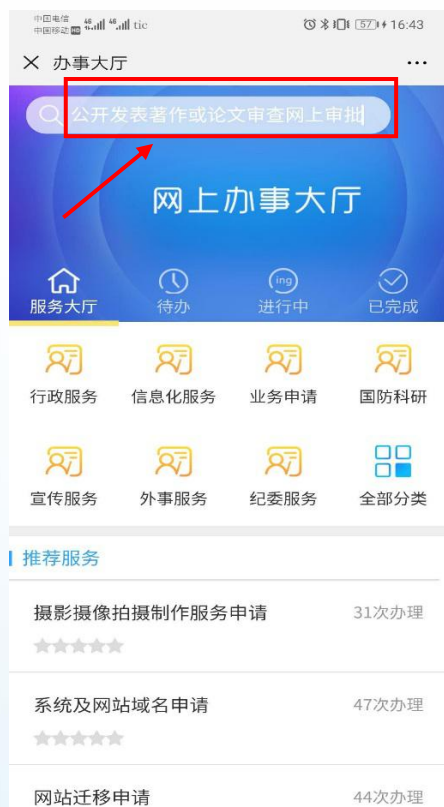 中国电信 46 46 tic 57 16:43
中国移动 HD
办事大厅
公开发表著作或论文审查网上审批
网上办事大厅
ing
服务大厅 待办 进行中 已完成
行政服务 信息化服务 业务申请 国防科研
宣传服务 外事服务 纪委服务 全部分类
推荐服务
摄影摄像拍摄制作服务申请 31次办理
系统及网站域名申请 47次办理
网站迁移申请 44次办理